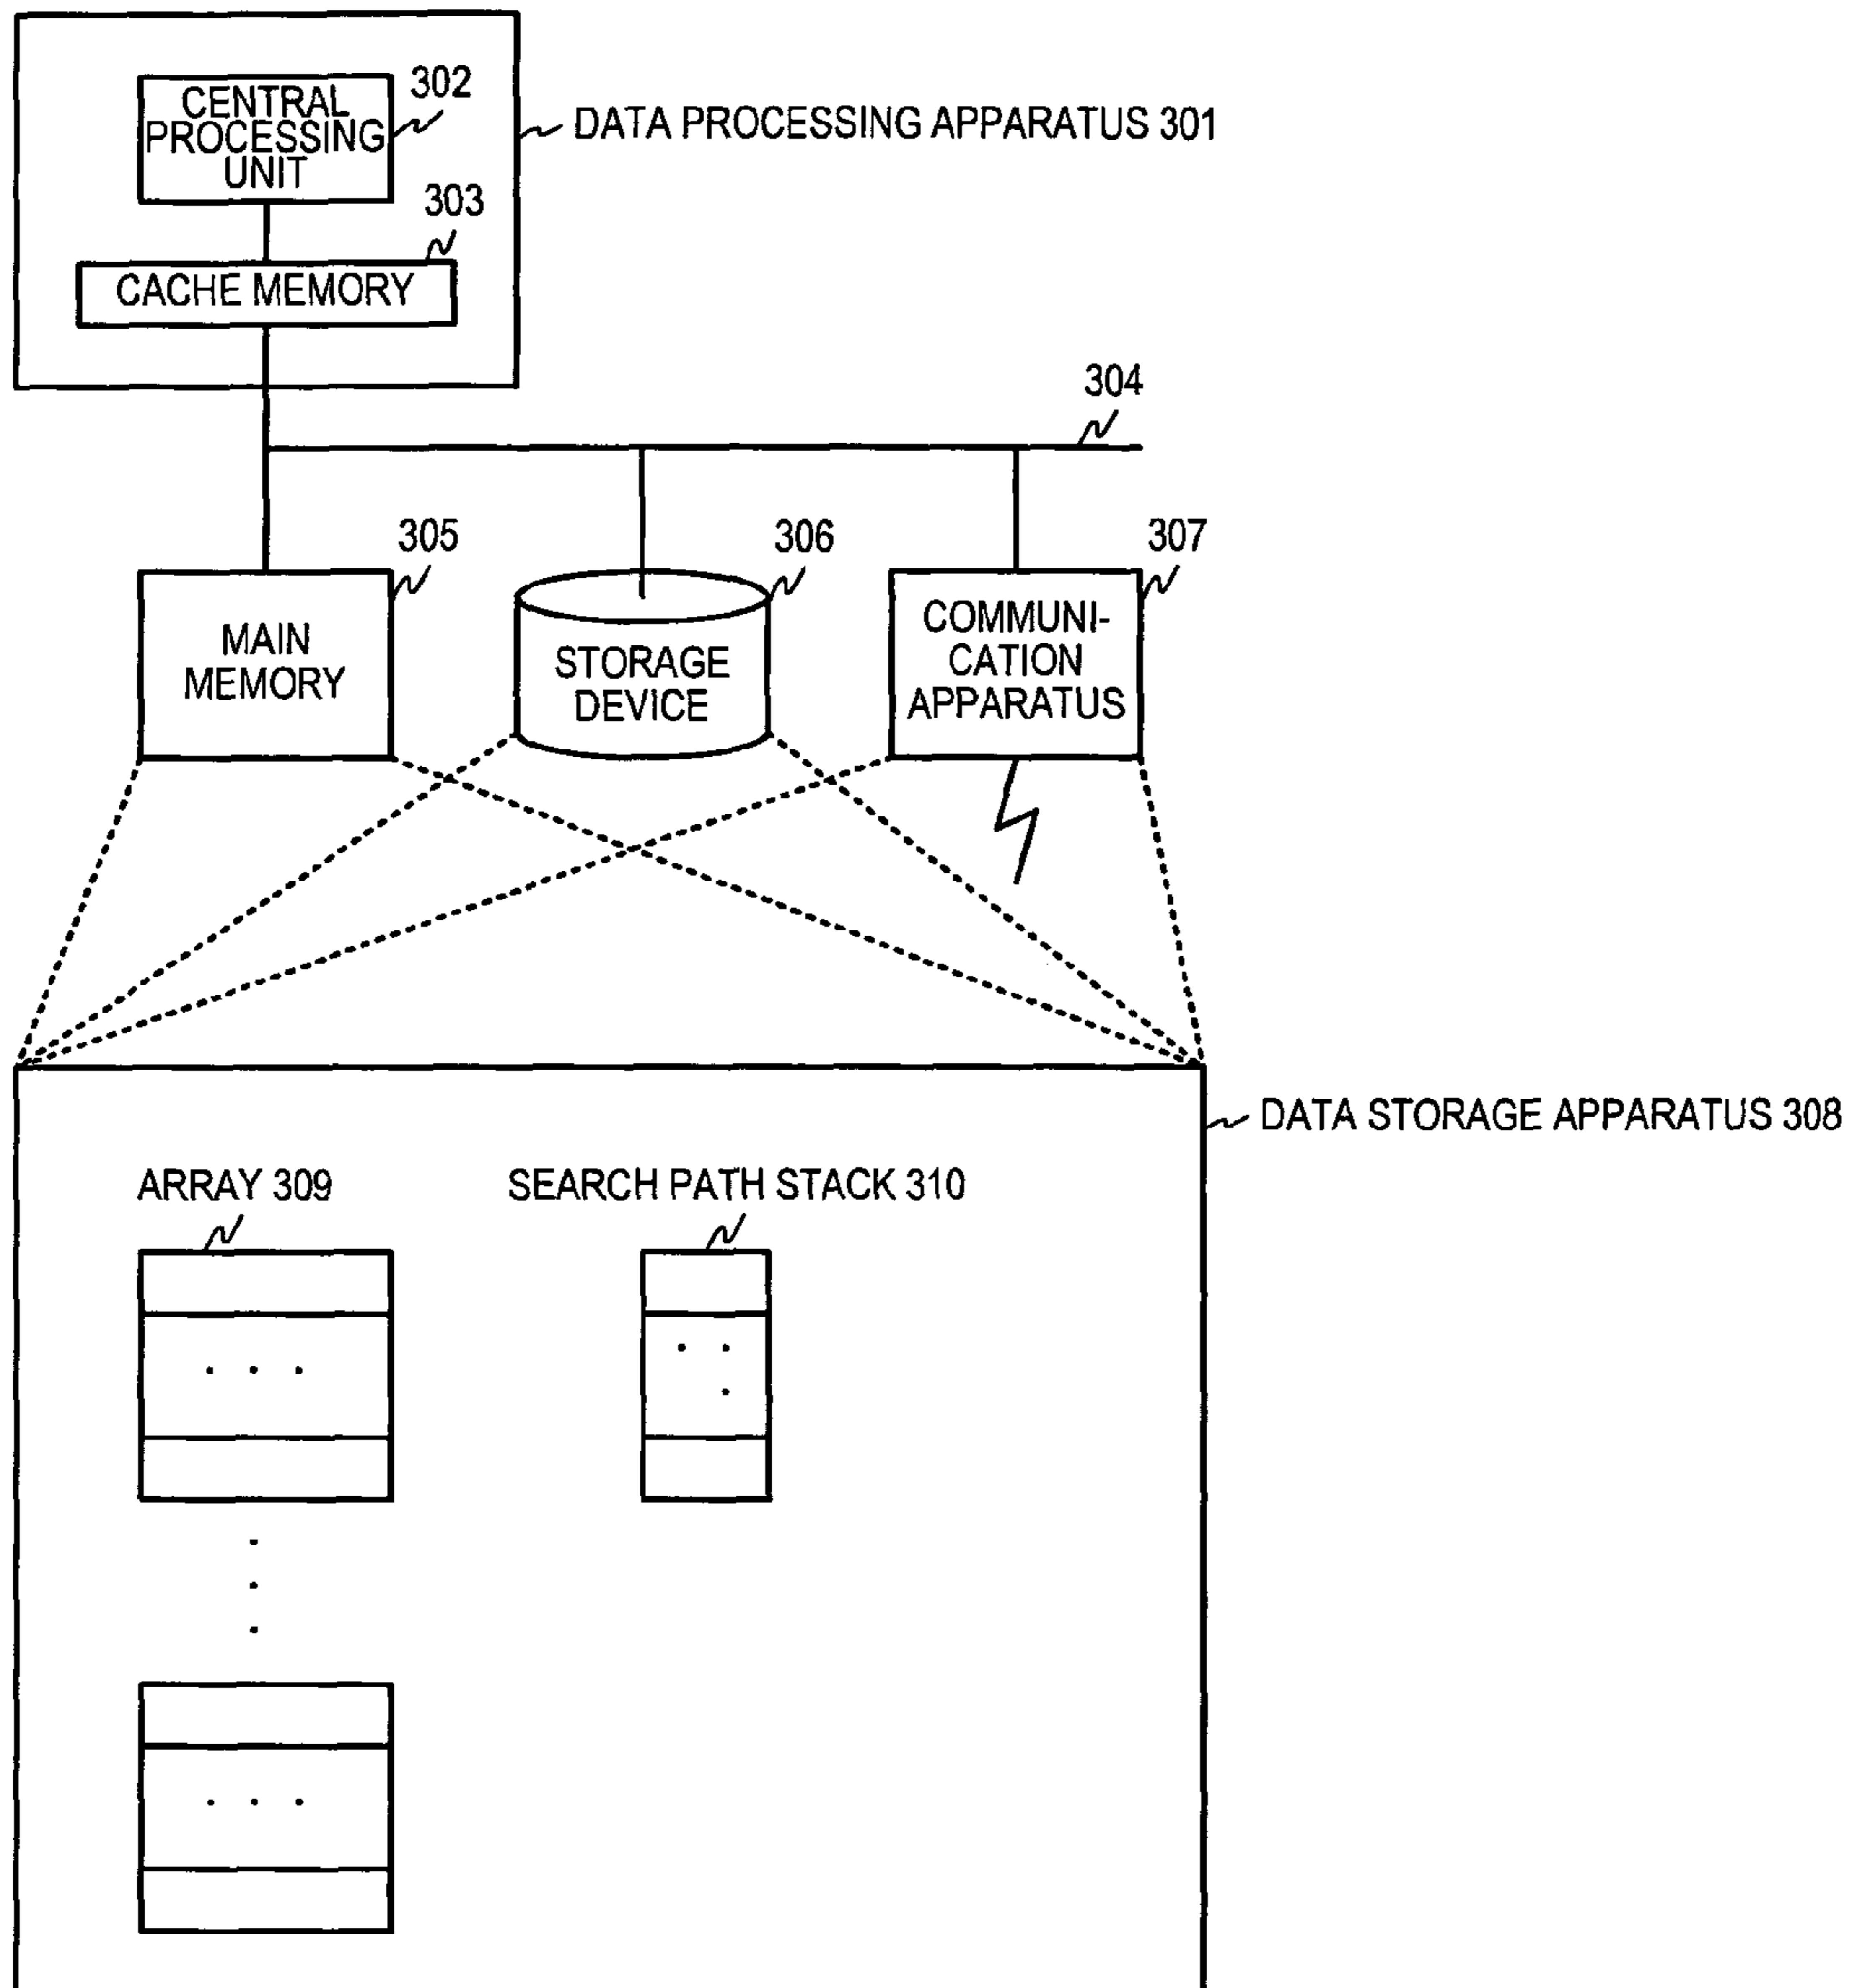 CENTRAL
PROCESSING
UNIT
302
DATA PROCESSING APPARATUS 301
303
CACHE MEMORY
304
305
306
307
MAIN
MEMORY
STORAGE
DEVICE
COMMUNI-
CATION
APPARATUS
DATA STORAGE APPARATUS 308
ARRAY 309
SEARCH PATH STACK 310